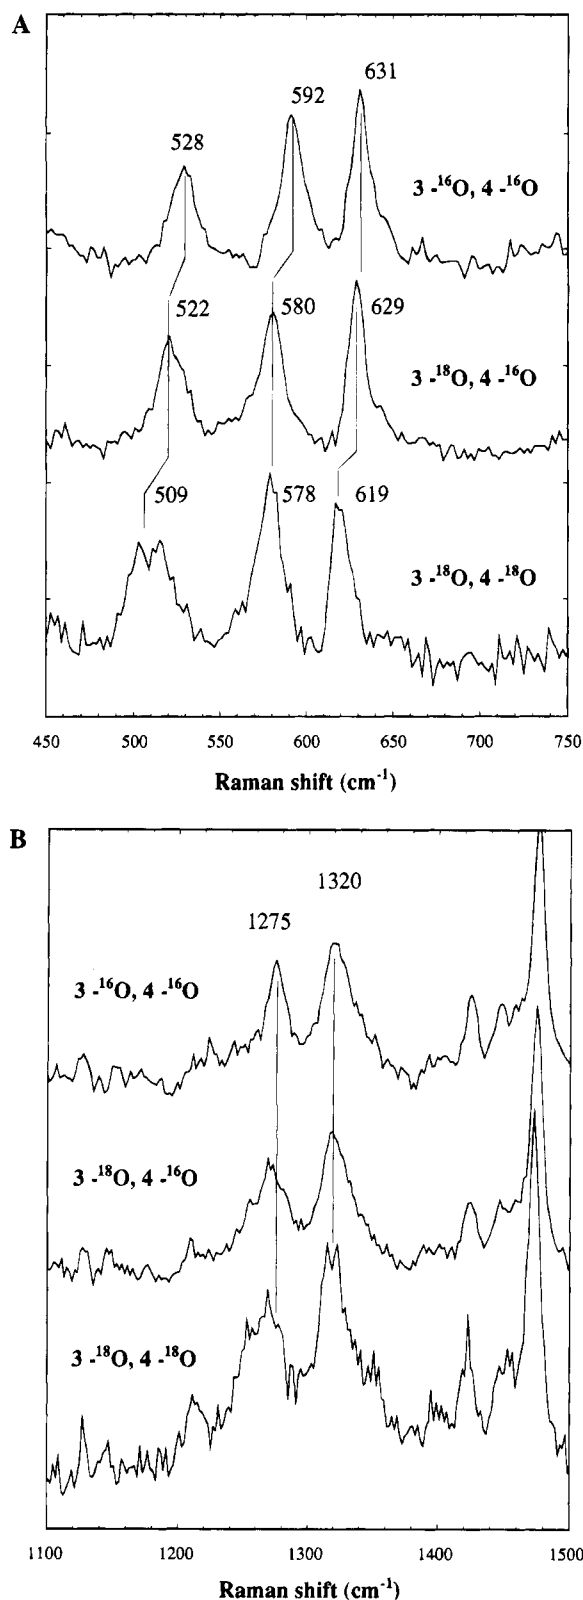 A
631
592
528
3 -¹⁶O, 4 -¹⁶O
522 580 629
3 -¹⁸O, 4 -¹⁶O
509 578 619
3 -¹⁸O, 4 -¹⁸O
450 500 550 600 650 700 750
Raman shift (cm⁻¹)
B
1320
1275
3 -¹⁶O, 4 -¹⁶O
3 -¹⁸O, 4 -¹⁶O
3 -¹⁸O, 4 -¹⁸O
1100 1200 1300 1400 1500
Raman shift (cm⁻¹)